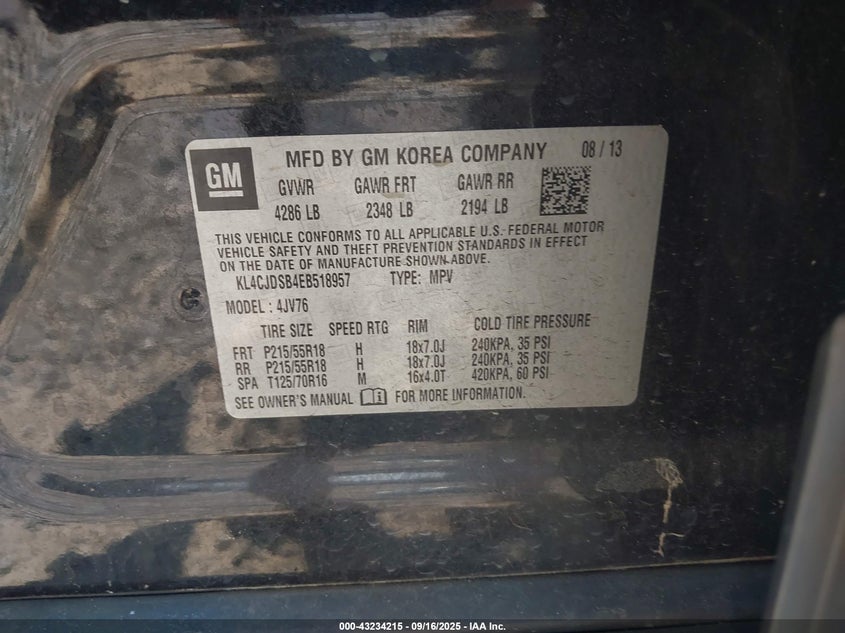 GM
MFD BY GM KOREA COMPANY 08 / 13
GVWR GAWR FRT GAWR RR
4286 LB 2348 LB 2194 LB
THIS VEHICLE CONFORMS TO ALL APPLICABLE U.S. FEDERAL MOTOR
VEHICLE SAFETY AND THEFT PREVENTION STANDARDS IN EFFECT
ON THE DATE OF MANUFACTURE SHOWN ABOVE.
KL4CJDSB4EB518957 TYPE: MPV
MODEL : 4JV76
TIRE SIZE SPEED RTG RIM COLD TIRE PRESSURE
FRT P215/55R18 H 18x7.0J 240KPA, 35 PSI
RR P215/55R18 H 18x7.0J 240KPA, 35 PSI
SPA T125/70R16 M 16x4.0T 420KPA, 60 PSI
SEE OWNER'S MANUAL FOR MORE INFORMATION.
000-43234215 - 09/16/2025 - IAA Inc.